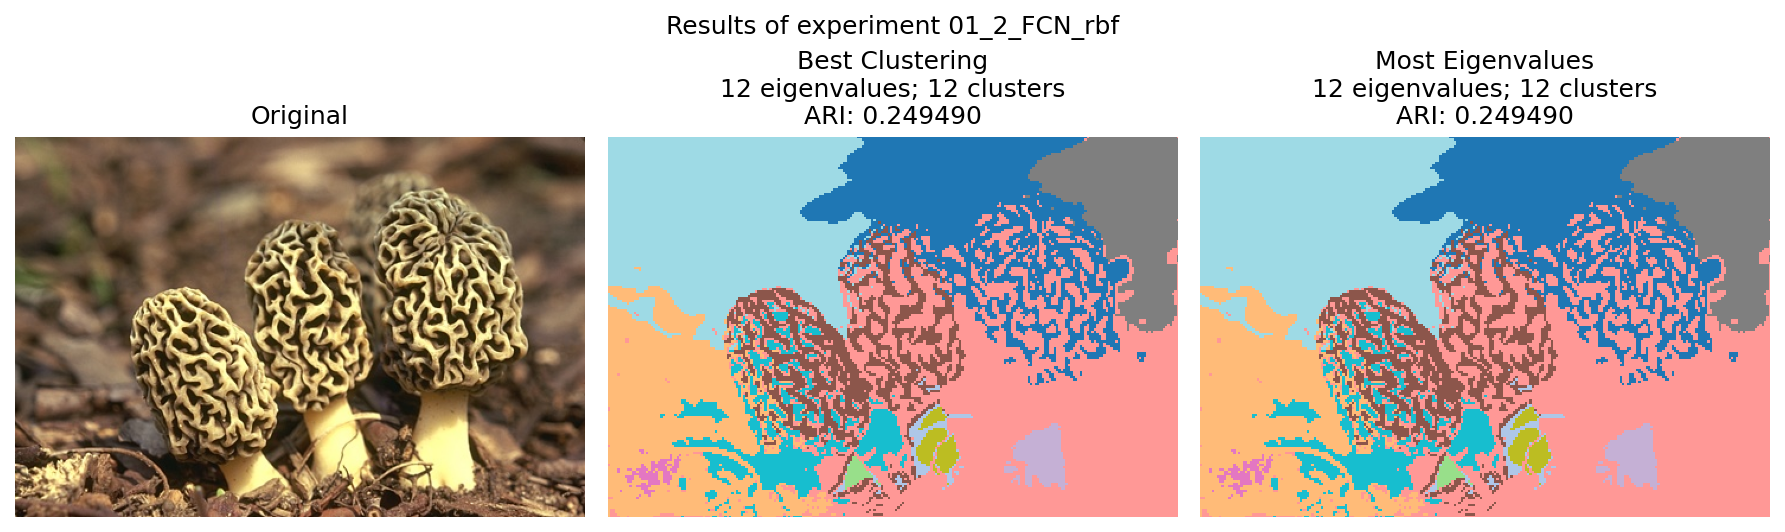 Results of experiment 01_2_FCN_rbf
Original
Best Clustering
12 eigenvalues; 12 clusters
ARI: 0.249490
Most Eigenvalues
12 eigenvalues; 12 clusters
ARI: 0.249490